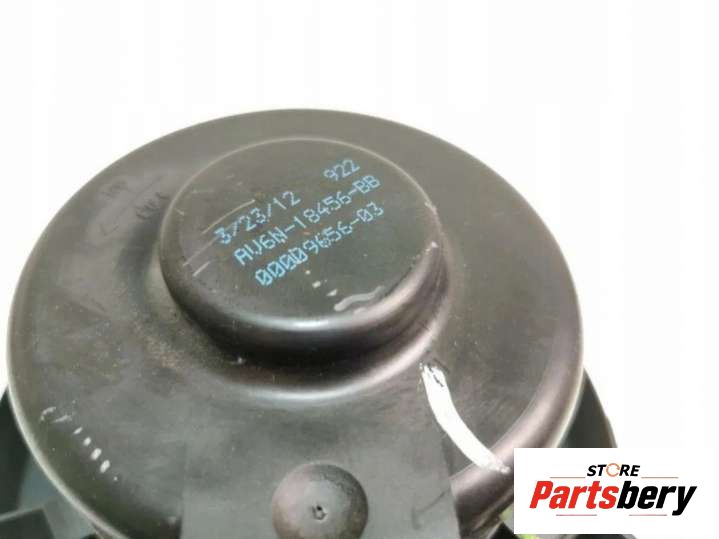 3/23/12 922
AV6N-18456-BB
00009656-03
STORE
Partsbery